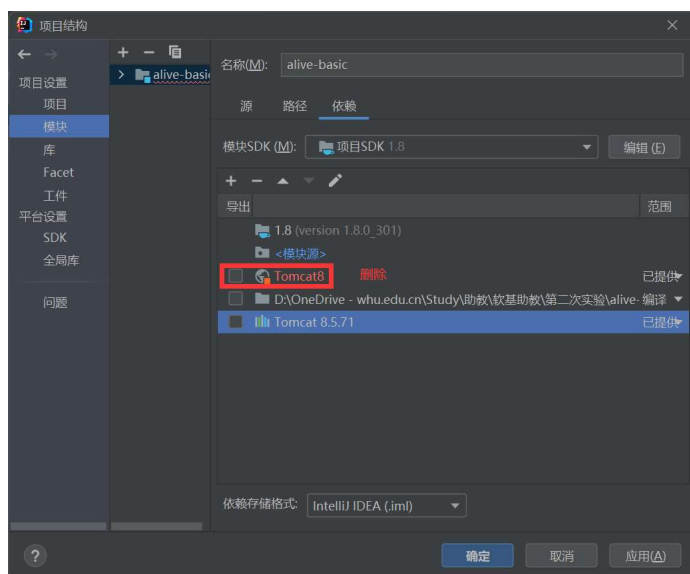 项目结构
项目设置
项目
模块
库
Facet
工件
平台设置
SDK
全局库
问题
alive-basi
名称(M): alive-basic
源 路径 依赖
模块SDK (M): 项目SDK 1.8 编辑 (E)
导出 范围
1.8 (version 1.8.0_301)
<模块源>
Tomcat8 删除 已提供
D:\OneDrive - whu.edu.cn\Study\助教\软基助教\第二次实验\alive- 编译
Tomcat 8.5.71 已提供
依赖存储格式: IntelliJ IDEA (.iml)
? 确定 取消 应用(A)